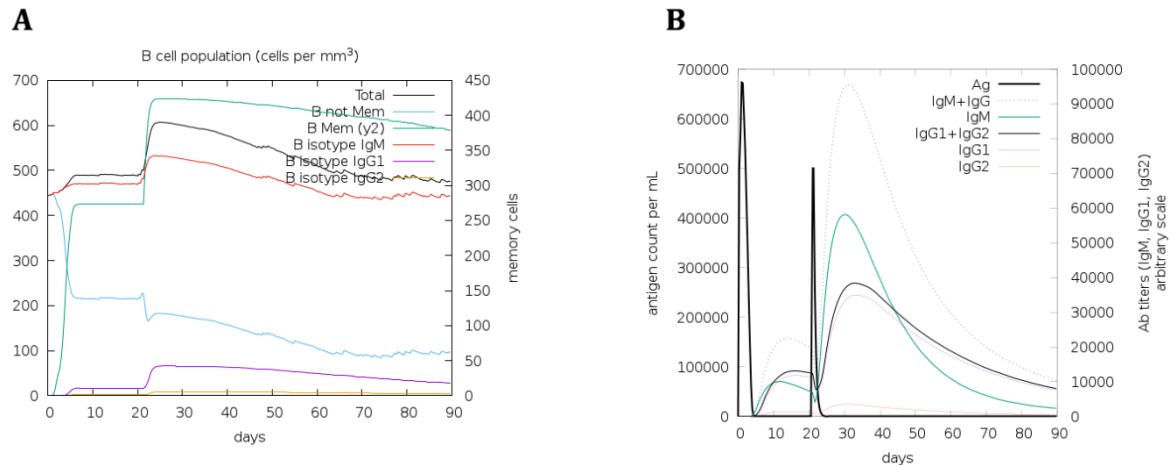 A
B cell population (cells per mm³)
700
600
500
400
300
200
100
0
450
400
350
300
250
200
150
100
50
0
Total
B not Mem
B Mem (y2)
B isotype IgM
B isotype IgG1
B isotype IgG2
memory cells
0 10 20 30 40 50 60 70 80 90
days
B
antigen count per mL
700000
600000
500000
400000
300000
200000
100000
0
100000
90000
80000
70000
60000
50000
40000
30000
20000
10000
0
Ag
IgM+IgG
IgM
IgG1+IgG2
IgG1
IgG2
Ab titers (IgM, IgG1, IgG2)
arbitrary scale
0 10 20 30 40 50 60 70 80 90
days